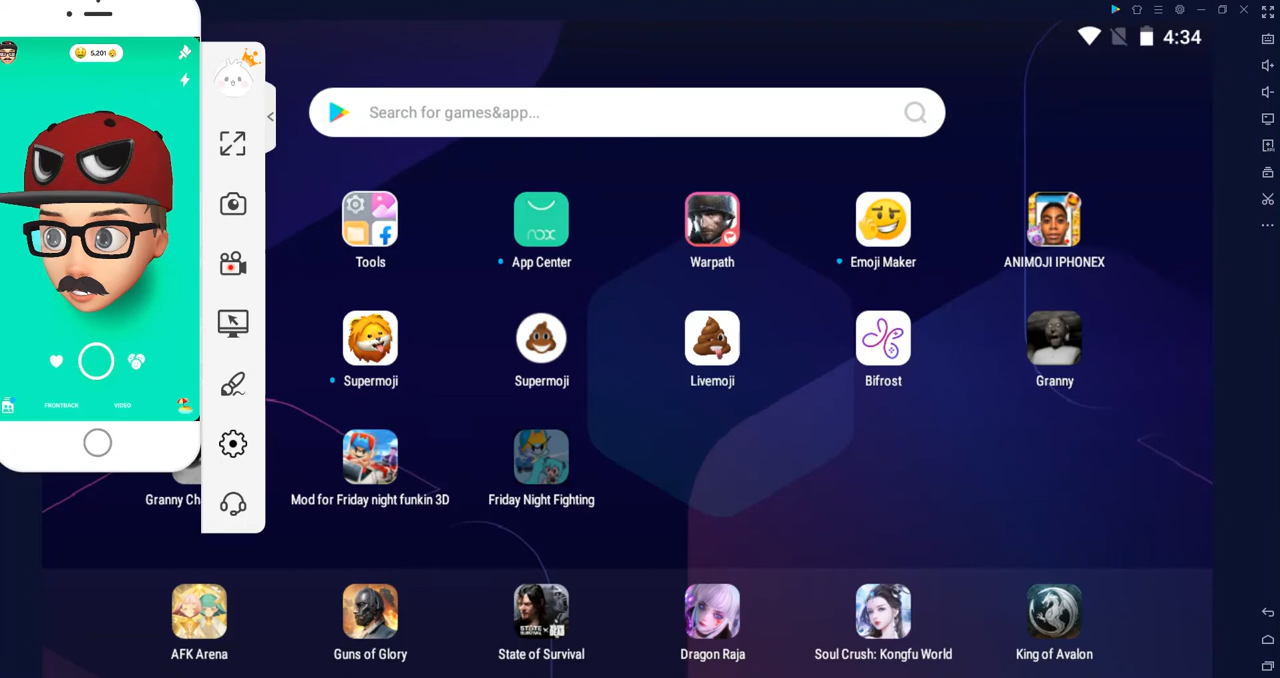 4:34
5,201
Search for games&app...
nox
Tools
App Center
Warpath
Emoji Maker
ANIMOJI IPHONEX
Supermoji
Supermoji
Livemoji
Bifrost
Granny
Granny Ch
Mod for Friday night funkin 3D
Friday Night Fighting
FRONTBACK
VIDEO
AFK Arena
Guns of Glory
STATE
State of Survival
Dragon Raja
Soul Crush: Kongfu World
King of Avalon